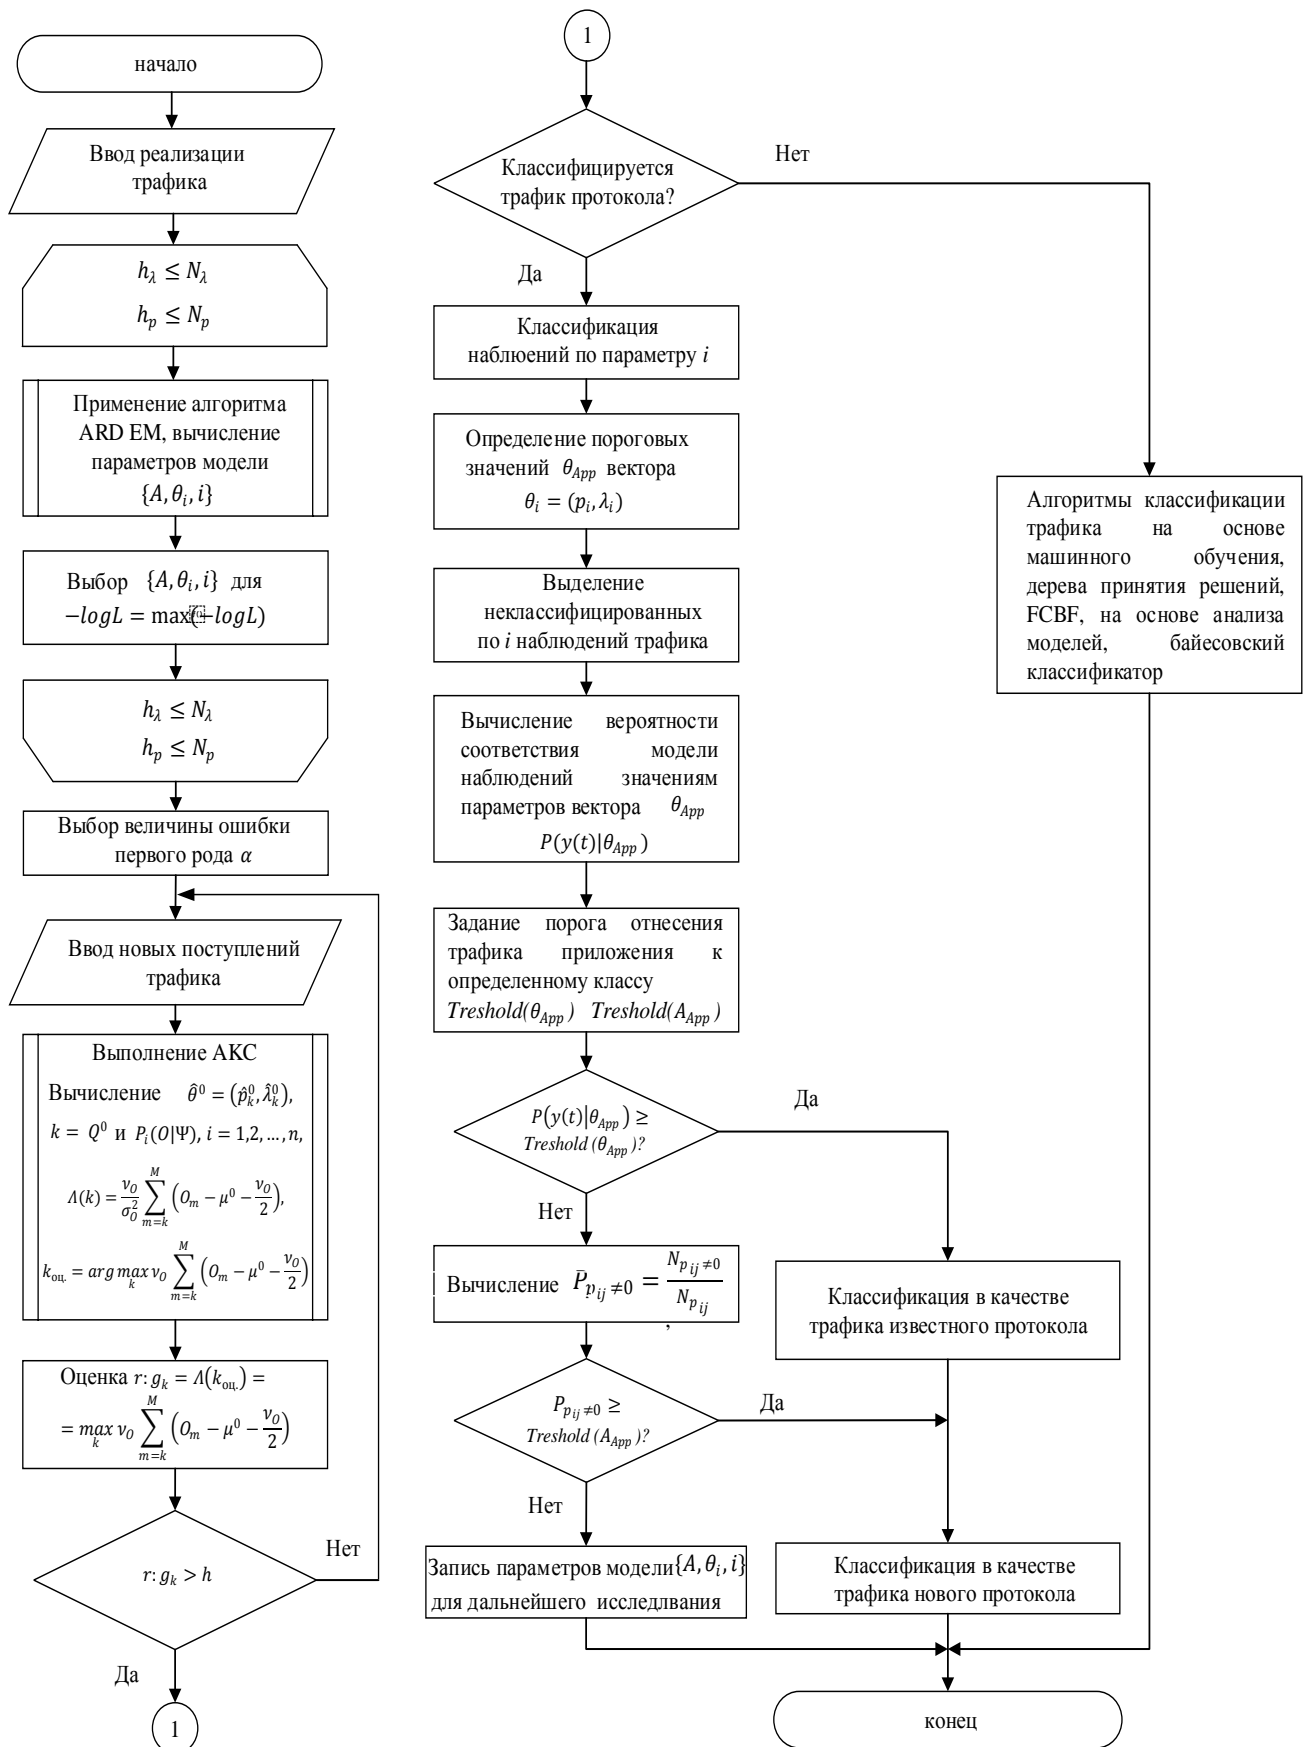 начало
Ввод реализации
трафика
h_λ ≤ N_λ
h_p ≤ N_p
Применение алгоритма
ARD EM, вычисление
параметров модели
{A, θ_i, i}
Выбор {A, θ_i, i} для
−logL = max(−logL)
h_λ ≤ N_λ
h_p ≤ N_p
Выбор величины ошибки
первого рода α
Ввод новых поступлений
трафика
Выполнение АКС
Вычисление θ̂⁰ = (p̂_k⁰, λ̂_k⁰),
k = Q⁰ и P_i(O|Ψ), i = 1,2, …, n,
Λ(k) = ν_O/σ_O² ∑_{m=k}^{M} (O_m − μ⁰ − ν_O/2),
k_оц. = arg max_k ν_O ∑_{m=k}^{M} (O_m − μ⁰ − ν_O/2)
Оценка r: g_k = Λ(k_оц.) =
= max_k ν_O ∑_{m=k}^{M} (O_m − μ⁰ − ν_O/2)
r: g_k > h
Нет
Да
1
1
Классифицируется
трафик протокола?
Нет
Да
Классификация
наблюений по параметру i
Определение пороговых
значений θ_App вектора
θ_i = (p_i, λ_i)
Выделение
неклассифицированных
по i наблюдений трафика
Вычисление вероятности
соответствия модели
наблюдений значениям
параметров вектора θ_App
P(y(t)|θ_App)
Задание порога отнесения
трафика приложения к
определенному классу
Treshold(θ_App) Treshold(A_App)
P(y(t)|θ_App) ≥
Treshold(θ_App)?
Да
Нет
Вычисление P̄_{p_ij≠0} = N_{p_ij≠0}/N_{p_ij}
,
P_{p_ij≠0} ≥
Treshold(A_App)?
Да
Нет
Запись параметров модели{A, θ_i, i}
для дальнейшего исследлвания
Алгоритмы классификации
трафика на основе
машинного обучения,
дерева принятия решений,
FCBF, на основе анализа
моделей, байесовский
классификатор
Классификация в качестве
трафика известного протокола
Классификация в качестве
трафика нового протокола
конец